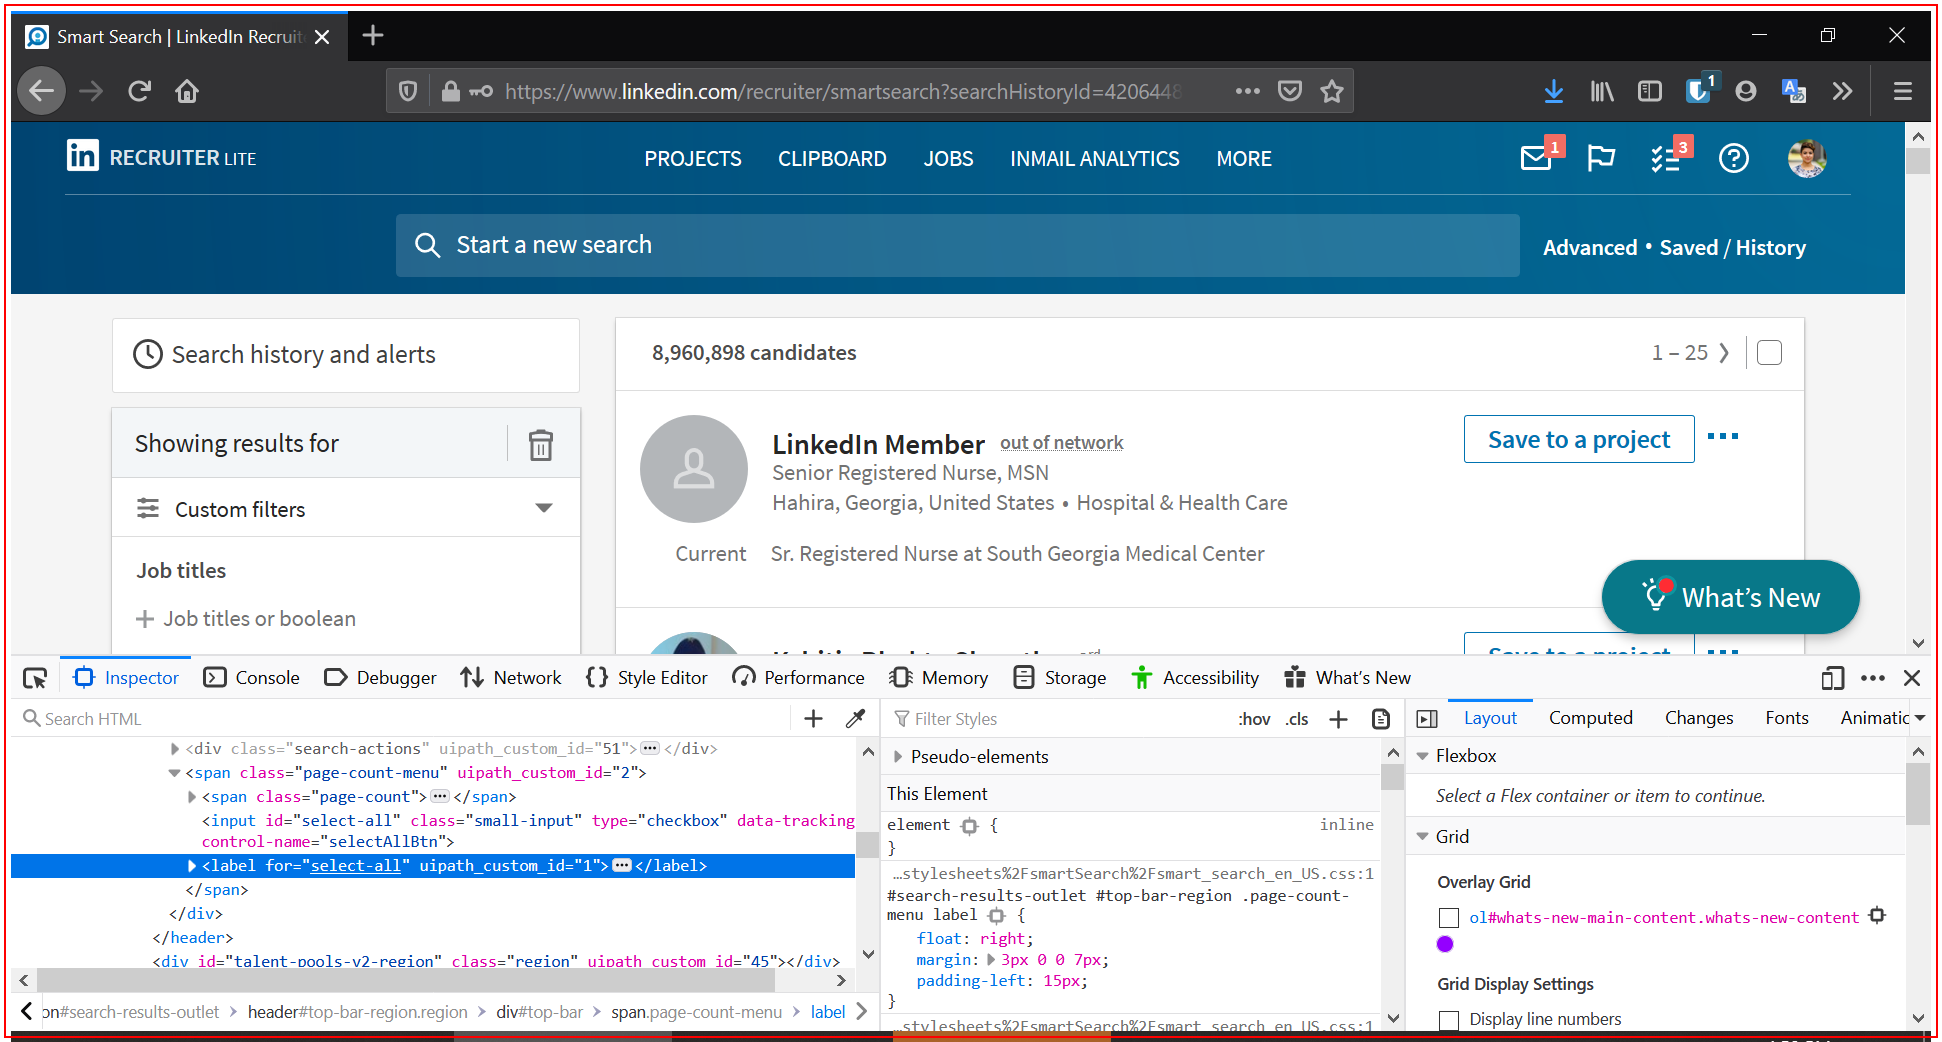 Smart Search | LinkedIn Recruit
https://www.linkedin.com/recruiter/smartsearch?searchHistoryId=4206448
1
in RECRUITER LITE
PROJECTS CLIPBOARD JOBS INMAIL ANALYTICS MORE
1 3
Start a new search
Advanced • Saved / History
Search history and alerts
8,960,898 candidates
1 – 25
Showing results for
LinkedIn Member out of network
Save to a project
Senior Registered Nurse, MSN
Custom filters
Hahira, Georgia, United States • Hospital & Health Care
Current Sr. Registered Nurse at South Georgia Medical Center
Job titles
Job titles or boolean
What's New
Save to a project
Inspector Console Debugger Network Style Editor Performance Memory Storage Accessibility What's New
Search HTML
<div class="search-actions" uipath_custom_id="51"></div>
<span class="page-count-menu" uipath_custom_id="2">
<span class="page-count"></span>
<input id="select-all" class="small-input" type="checkbox" data-tracking
control-name="selectAllBtn">
<label for="select-all" uipath_custom_id="1"></label>
</span>
</div>
</header>
<div id="talent-pools-v2-region" class="region" uipath_custom_id="45"></div>
on#search-results-outlet header#top-bar-region.region div#top-bar span.page-count-menu label
Filter Styles :hov .cls
Pseudo-elements
This Element
element { inline
}
…stylesheets%2FsmartSearch%2Fsmart_search_en_US.css:1
#search-results-outlet #top-bar-region .page-count-
menu label {
float: right;
margin: 3px 0 0 7px;
padding-left: 15px;
}
…stylesheets%2FsmartSearch%2Fsmart_search_en_US.css:1
Layout Computed Changes Fonts Animatic
Flexbox
Select a Flex container or item to continue.
Grid
Overlay Grid
ol#whats-new-main-content.whats-new-content
Grid Display Settings
Display line numbers